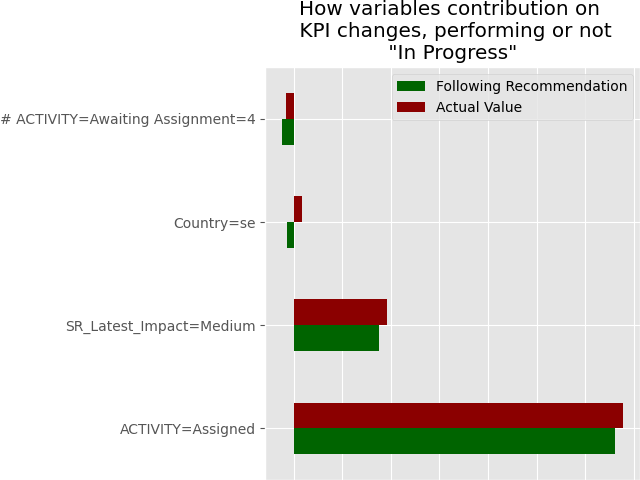 How variables contribution on
KPI changes, performing or not
"In Progress"
Following Recommendation
Actual Value
# ACTIVITY=Awaiting Assignment=4
Country=se
SR_Latest_Impact=Medium
ACTIVITY=Assigned